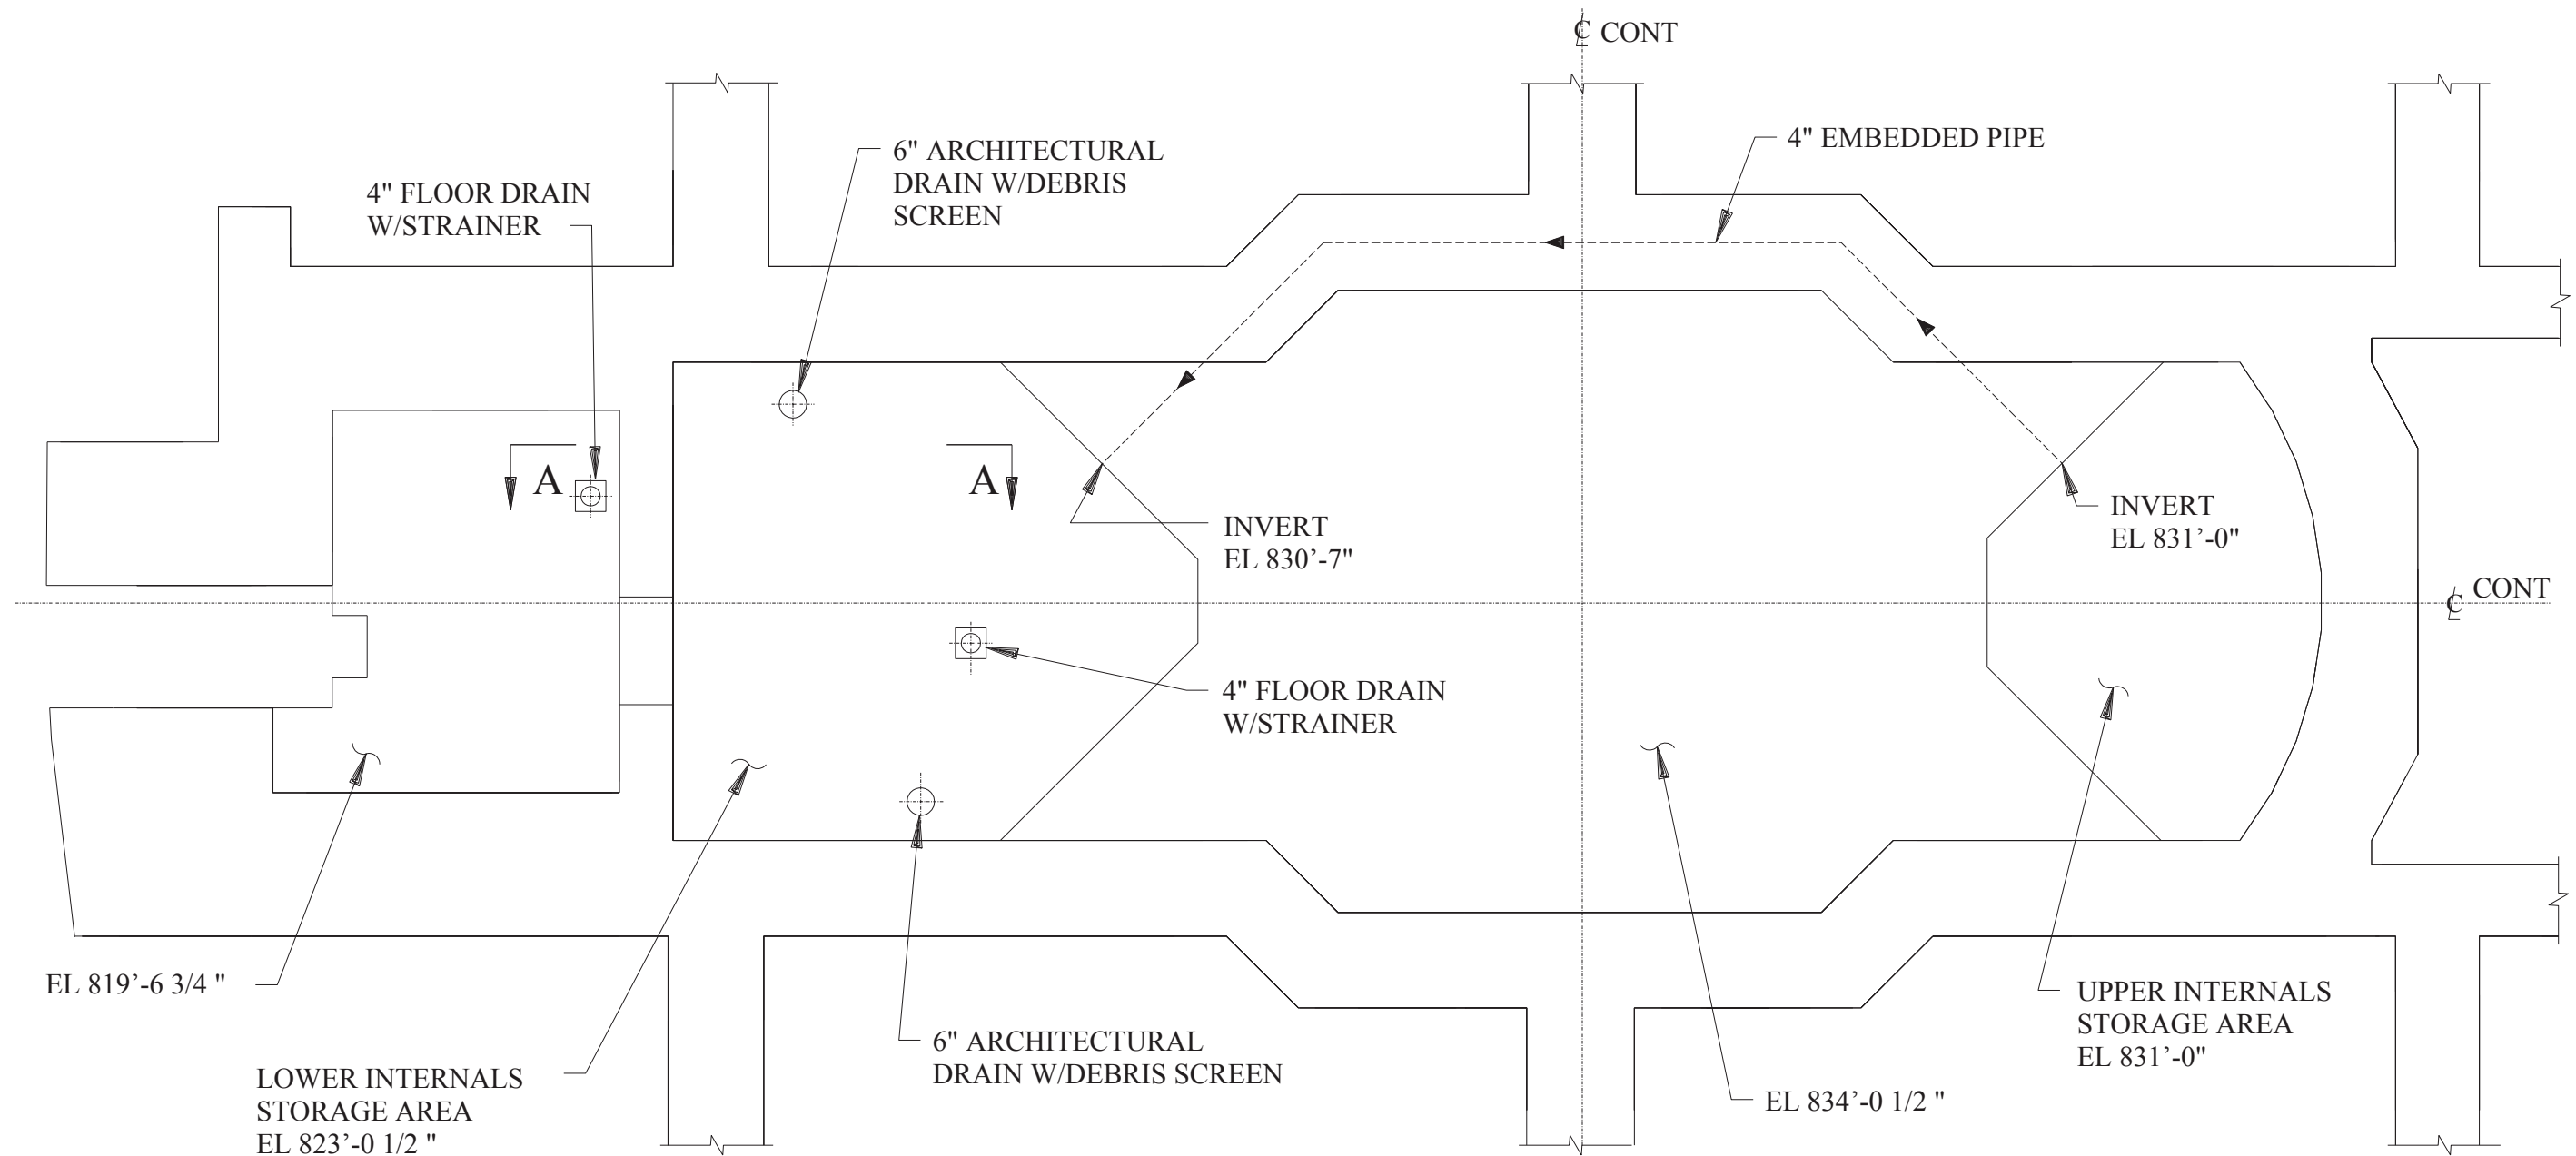 ℄ CONT
4" EMBEDDED PIPE
6" ARCHITECTURAL
DRAIN W/DEBRIS
SCREEN
4" FLOOR DRAIN
W/STRAINER
A
A
INVERT
EL 830’-7"
INVERT
EL 831’-0"
℄ CONT
4" FLOOR DRAIN
W/STRAINER
EL 819’-6 3/4 "
LOWER INTERNALS
STORAGE AREA
EL 823’-0 1/2 "
6" ARCHITECTURAL
DRAIN W/DEBRIS SCREEN
EL 834’-0 1/2 "
UPPER INTERNALS
STORAGE AREA
EL 831’-0"